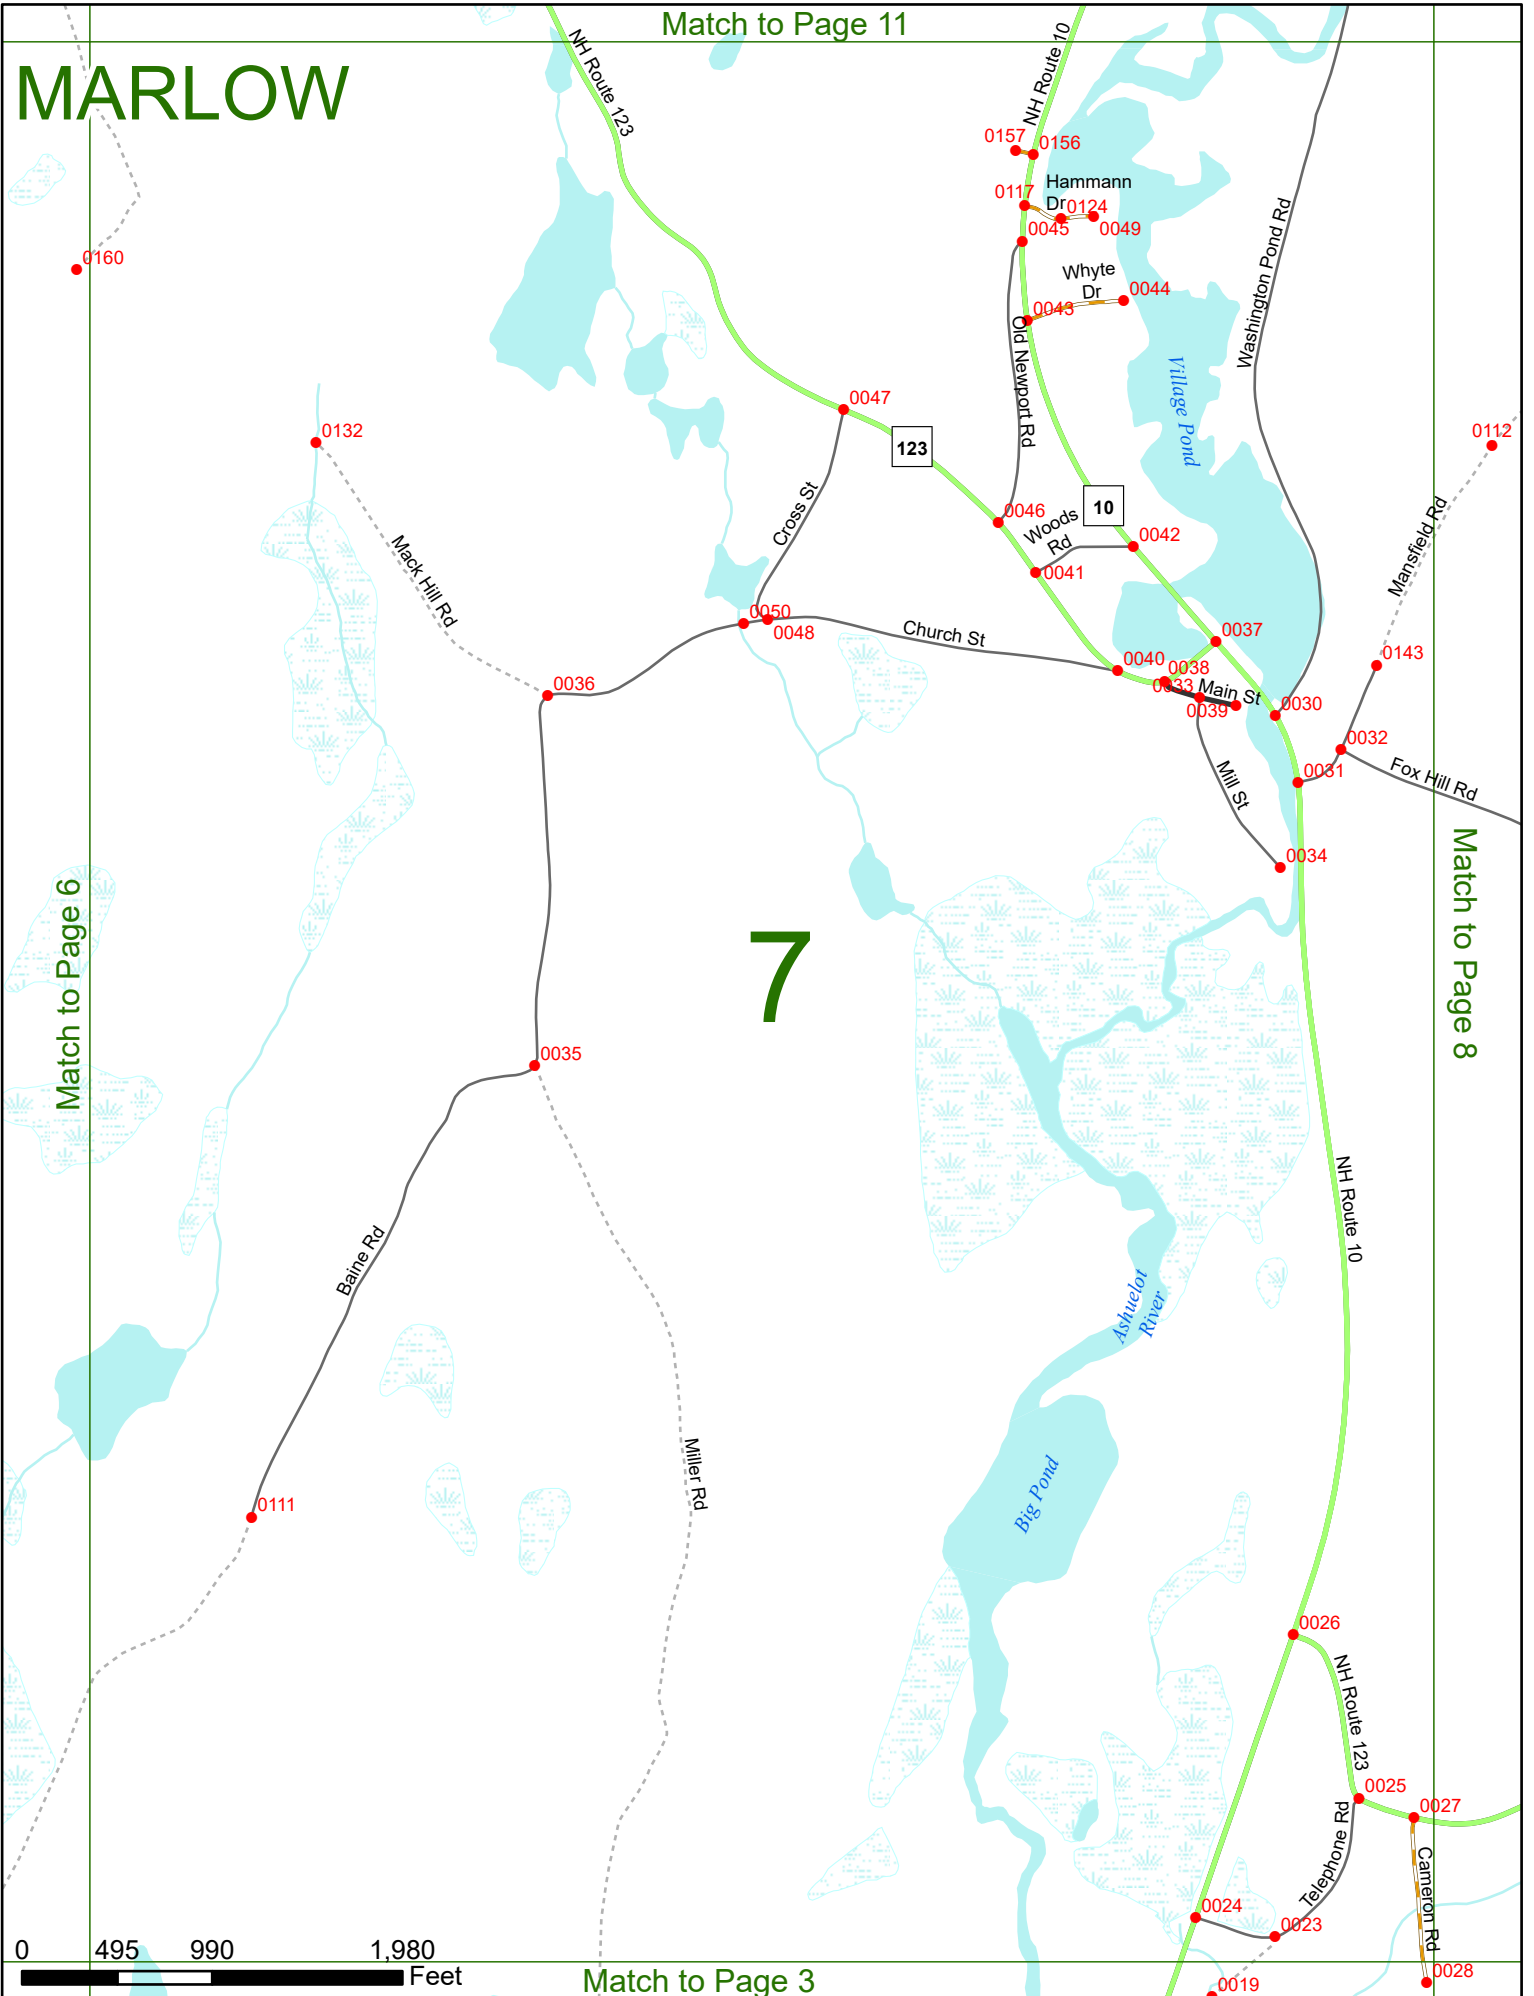 Match to Page 11
MARLOW
NH Route 123
NH Route 10
0157
0156
Hammann
Dr
0117
0124
0045
0049
Washington Pond Rd
0160
Whyte
Dr
0044
0043
Old Newport Rd
Village Pond
0047
0132
0112
123
Cross St
10
0046
Woods
Rd
0042
0041
Mansfield Rd
Mack Hill Rd
0050
0048
Church St
0037
0040
0038
0033
Main St
0039
0143
0036
0030
0032
0031
Fox Hill Rd
Mill St
0034
Match to Page 6
7
Match to Page 8
0035
NH Route 10
Baine Rd
Ashuelot
River
Miller Rd
Big Pond
0111
0026
NH Route 123
0025
0027
Telephone Rd
Cameron Rd
0024
0023
0 495 990 1,980
Feet
Match to Page 3
0028
0019